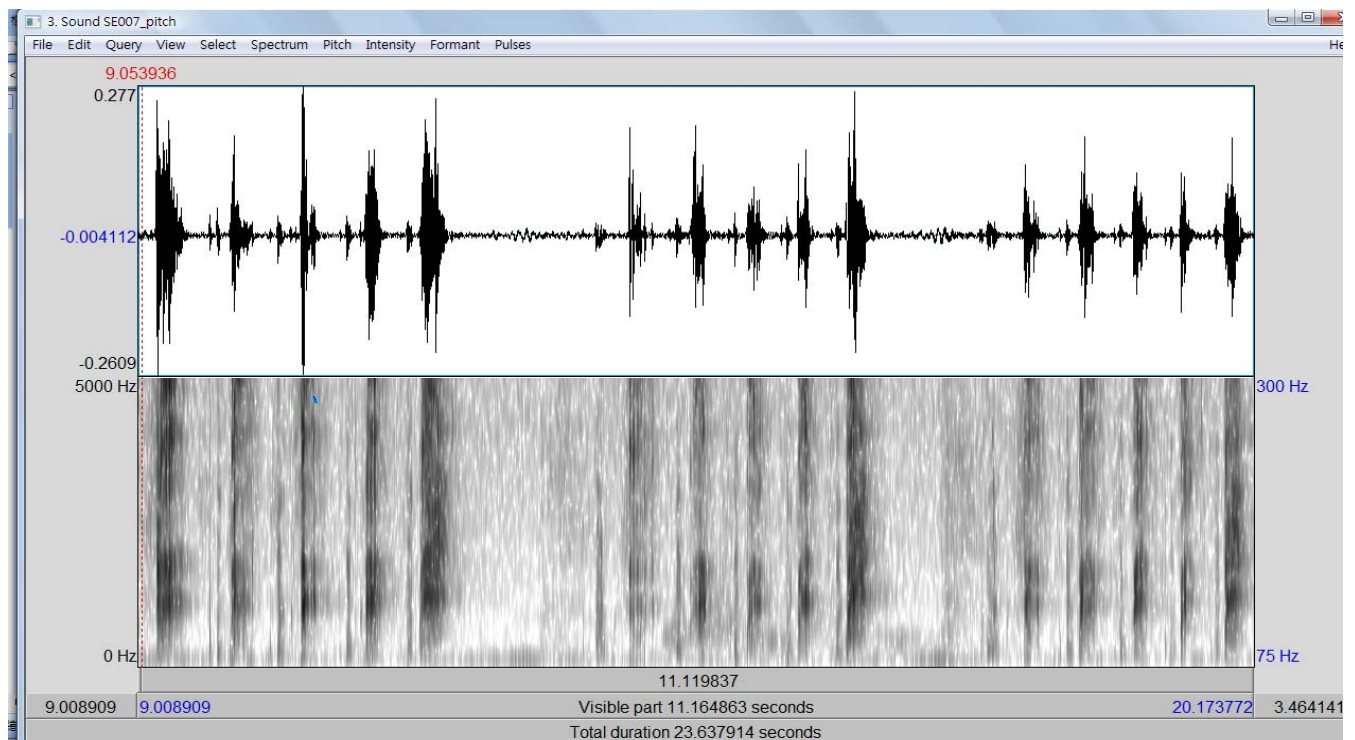 3. Sound SE007_pitch
File Edit Query View Select Spectrum Pitch Intensity Formant Pulses He
9.053936
0.277
-0.004112
-0.2609
5000 Hz 300 Hz
0 Hz 75 Hz
11.119837
9.008909 9.008909 Visible part 11.164863 seconds 20.173772 3.464141
Total duration 23.637914 seconds